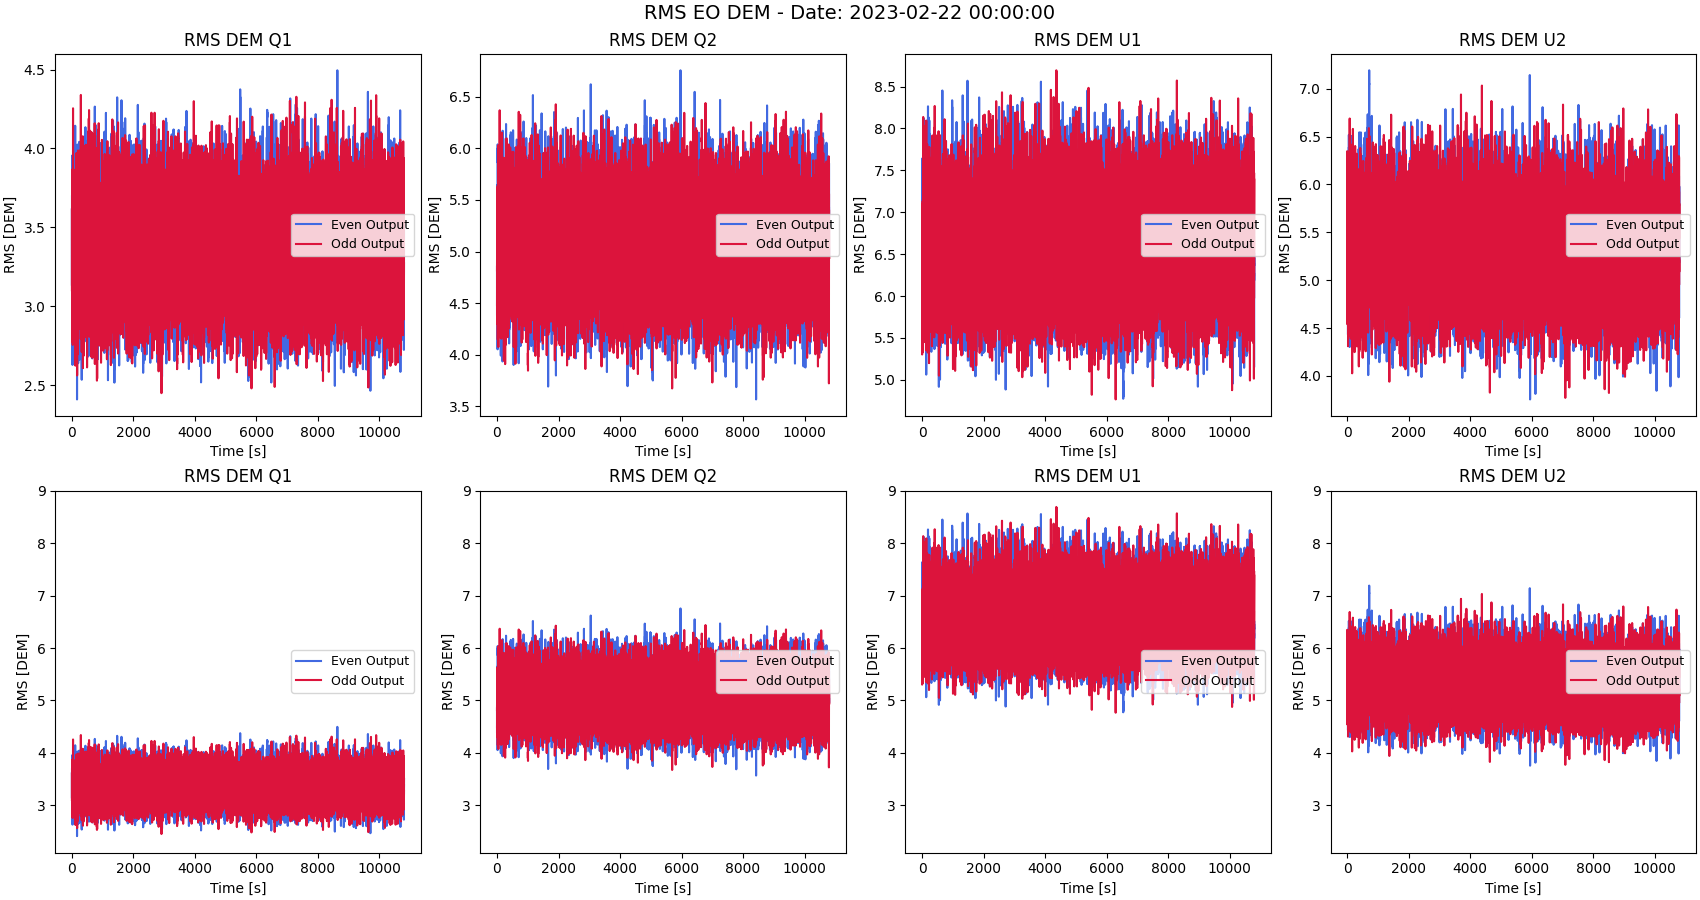 RMS EO DEM - Date: 2023-02-22 00:00:00
RMS DEM Q1
RMS [DEM]
4.5
4.0
3.5
3.0
2.5
Even Output
Odd Output
0 2000 4000 6000 8000 10000
Time [s]
RMS DEM Q2
RMS [DEM]
6.5
6.0
5.5
5.0
4.5
4.0
3.5
Even Output
Odd Output
0 2000 4000 6000 8000 10000
Time [s]
RMS DEM U1
RMS [DEM]
8.5
8.0
7.5
7.0
6.5
6.0
5.5
5.0
Even Output
Odd Output
0 2000 4000 6000 8000 10000
Time [s]
RMS DEM U2
RMS [DEM]
7.0
6.5
6.0
5.5
5.0
4.5
4.0
Even Output
Odd Output
0 2000 4000 6000 8000 10000
Time [s]
RMS DEM Q1
RMS [DEM]
9
8
7
6
5
4
3
Even Output
Odd Output
0 2000 4000 6000 8000 10000
Time [s]
RMS DEM Q2
RMS [DEM]
9
8
7
6
5
4
3
Even Output
Odd Output
0 2000 4000 6000 8000 10000
Time [s]
RMS DEM U1
RMS [DEM]
9
8
7
6
5
4
3
Even Output
Odd Output
0 2000 4000 6000 8000 10000
Time [s]
RMS DEM U2
RMS [DEM]
9
8
7
6
5
4
3
Even Output
Odd Output
0 2000 4000 6000 8000 10000
Time [s]